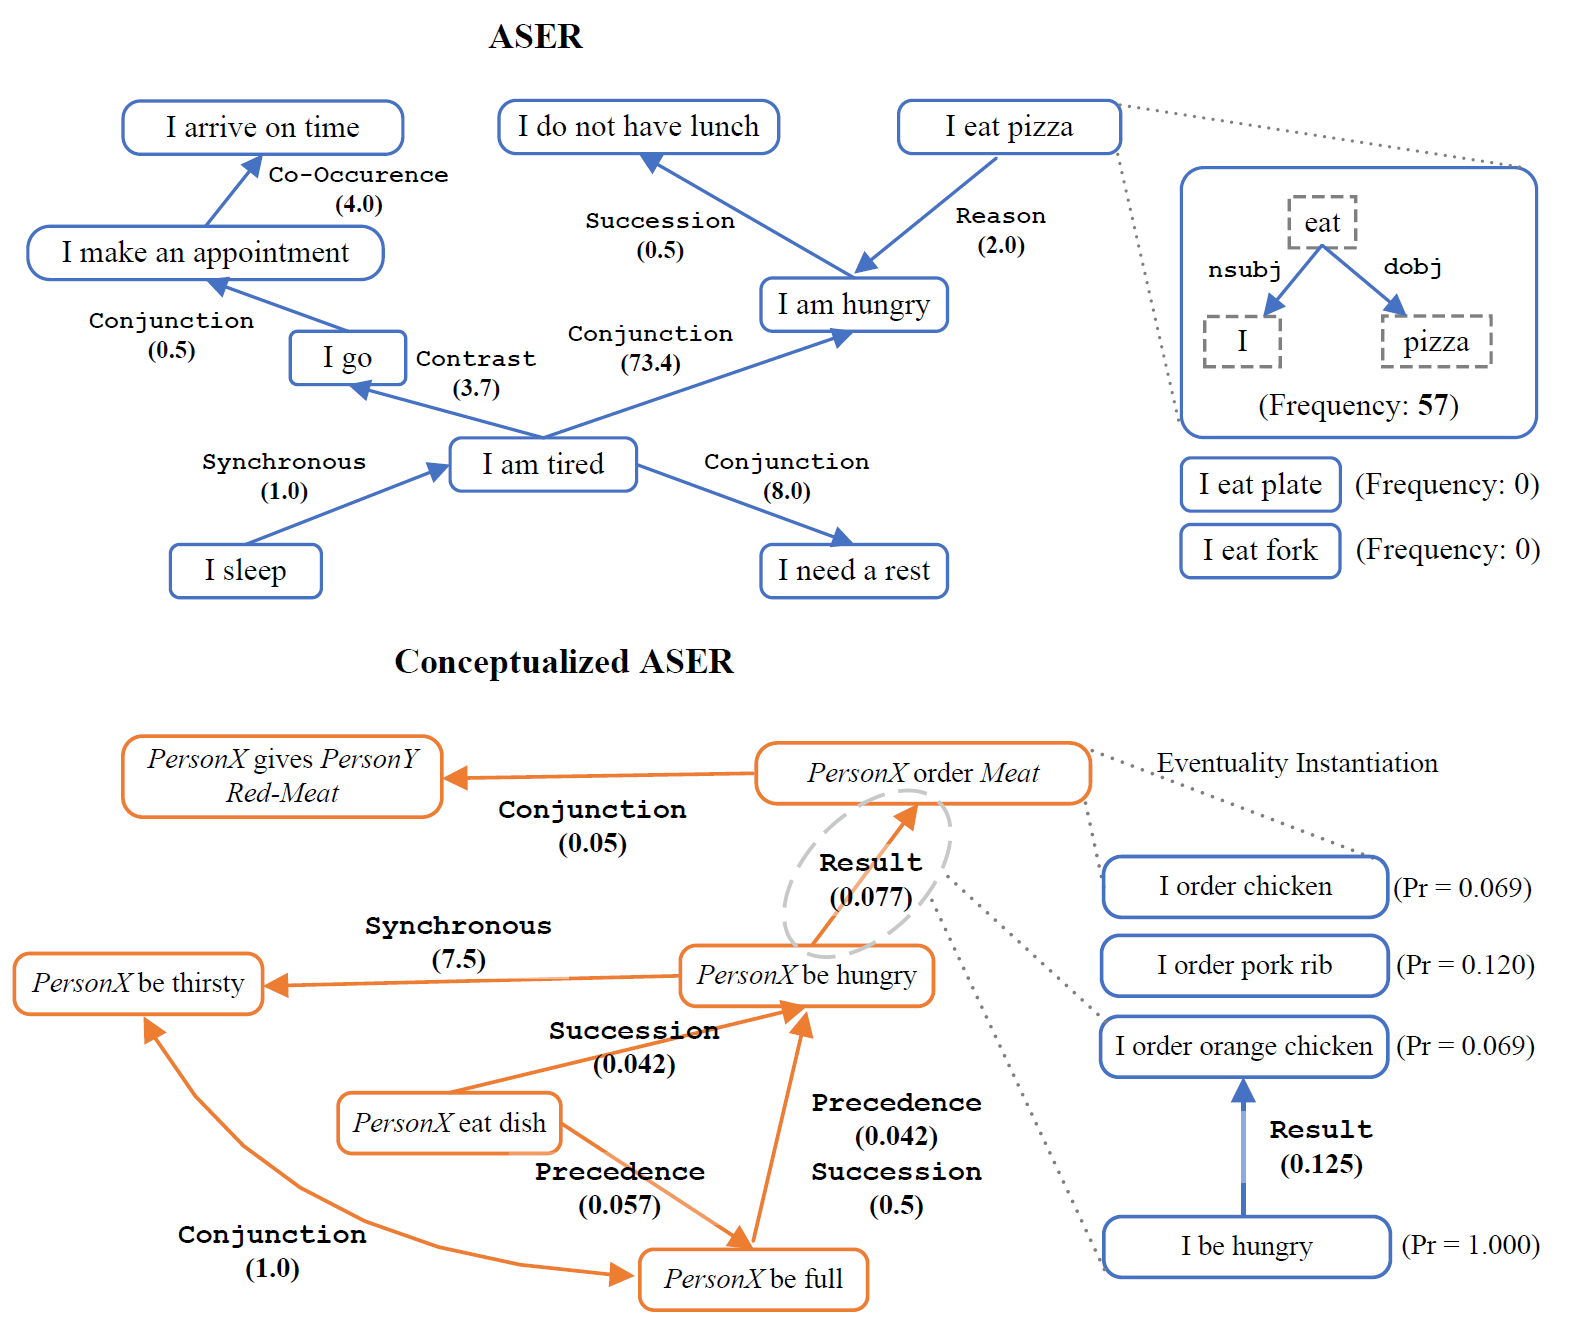 ASER
I arrive on time
I do not have lunch
I eat pizza
Co-Occurence
(4.0)
Succession
(0.5)
Reason
(2.0)
eat
nsubj
dobj
I
pizza
(Frequency: 57)
I make an appointment
I am hungry
Conjunction
(0.5)
I go
Contrast
(3.7)
Conjunction
(73.4)
Synchronous
(1.0)
I am tired
Conjunction
(8.0)
I eat plate
(Frequency: 0)
I eat fork
(Frequency: 0)
I sleep
I need a rest
Conceptualized ASER
PersonX gives PersonY
Red-Meat
PersonX order Meat
Eventuality Instantiation
Conjunction
(0.05)
Result
(0.077)
I order chicken
(Pr = 0.069)
Synchronous
(7.5)
I order pork rib
(Pr = 0.120)
PersonX be thirsty
PersonX be hungry
Succession
(0.042)
I order orange chicken
(Pr = 0.069)
PersonX eat dish
Precedence
(0.042)
Succession
(0.5)
Result
(0.125)
Precedence
(0.057)
Conjunction
(1.0)
PersonX be full
I be hungry
(Pr = 1.000)